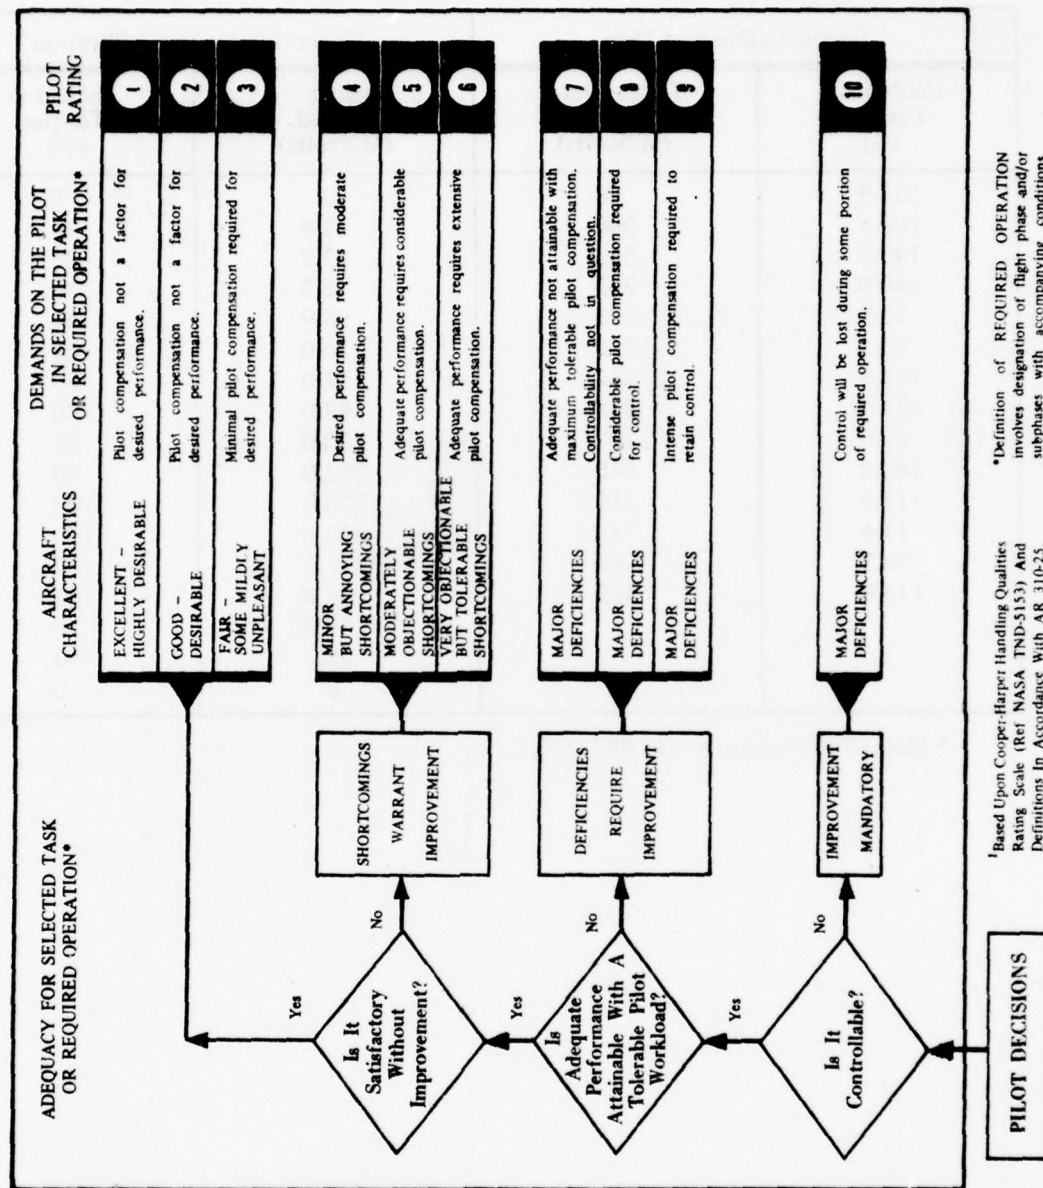 ADEQUACY FOR SELECTED TASK
OR REQUIRED OPERATION*
AIRCRAFT
CHARACTERISTICS
DEMANDS ON THE PILOT
IN SELECTED TASK
OR REQUIRED OPERATION*
PILOT
RATING
EXCELLENT –
HIGHLY DESIRABLE
Pilot compensation not a factor for
desired performance.
1
GOOD –
DESIRABLE
Pilot compensation not a factor for
desired performance.
2
FAIR –
SOME MILDLY
UNPLEASANT
Minimal pilot compensation required for
desired performance.
3
Yes
Is It
Satisfactory
Without
Improvement?
No
SHORTCOMINGS
WARRANT
IMPROVEMENT
MINOR
BUT ANNOYING
SHORTCOMINGS
Desired performance requires moderate
pilot compensation.
4
MODERATELY
OBJECTIONABLE
SHORTCOMINGS
Adequate performance requires considerable
pilot compensation.
5
VERY OBJECTIONABLE
BUT TOLERABLE
SHORTCOMINGS
Adequate performance requires extensive
pilot compensation.
6
Yes
Is
Adequate
Performance
Attainable With A
Tolerable Pilot
Workload?
No
DEFICIENCIES
REQUIRE
IMPROVEMENT
MAJOR
DEFICIENCIES
Adequate performance not attainable with
maximum tolerable pilot compensation.
Controllability not in question.
7
MAJOR
DEFICIENCIES
Considerable pilot compensation required
for control.
8
MAJOR
DEFICIENCIES
Intense pilot compensation required to
retain control.
9
Yes
Is It
Controllable?
No
IMPROVEMENT
MANDATORY
MAJOR
DEFICIENCIES
Control will be lost during some portion
of required operation.
10
PILOT DECISIONS
1 Based Upon Cooper-Harper Handling Qualities
Rating Scale (Ref NASA TND-5153) And
Definitions In Accordance With AR 310-25.
*Definition of REQUIRED OPERATION
involves designation of flight phase and/or
subphases with accompanying conditions